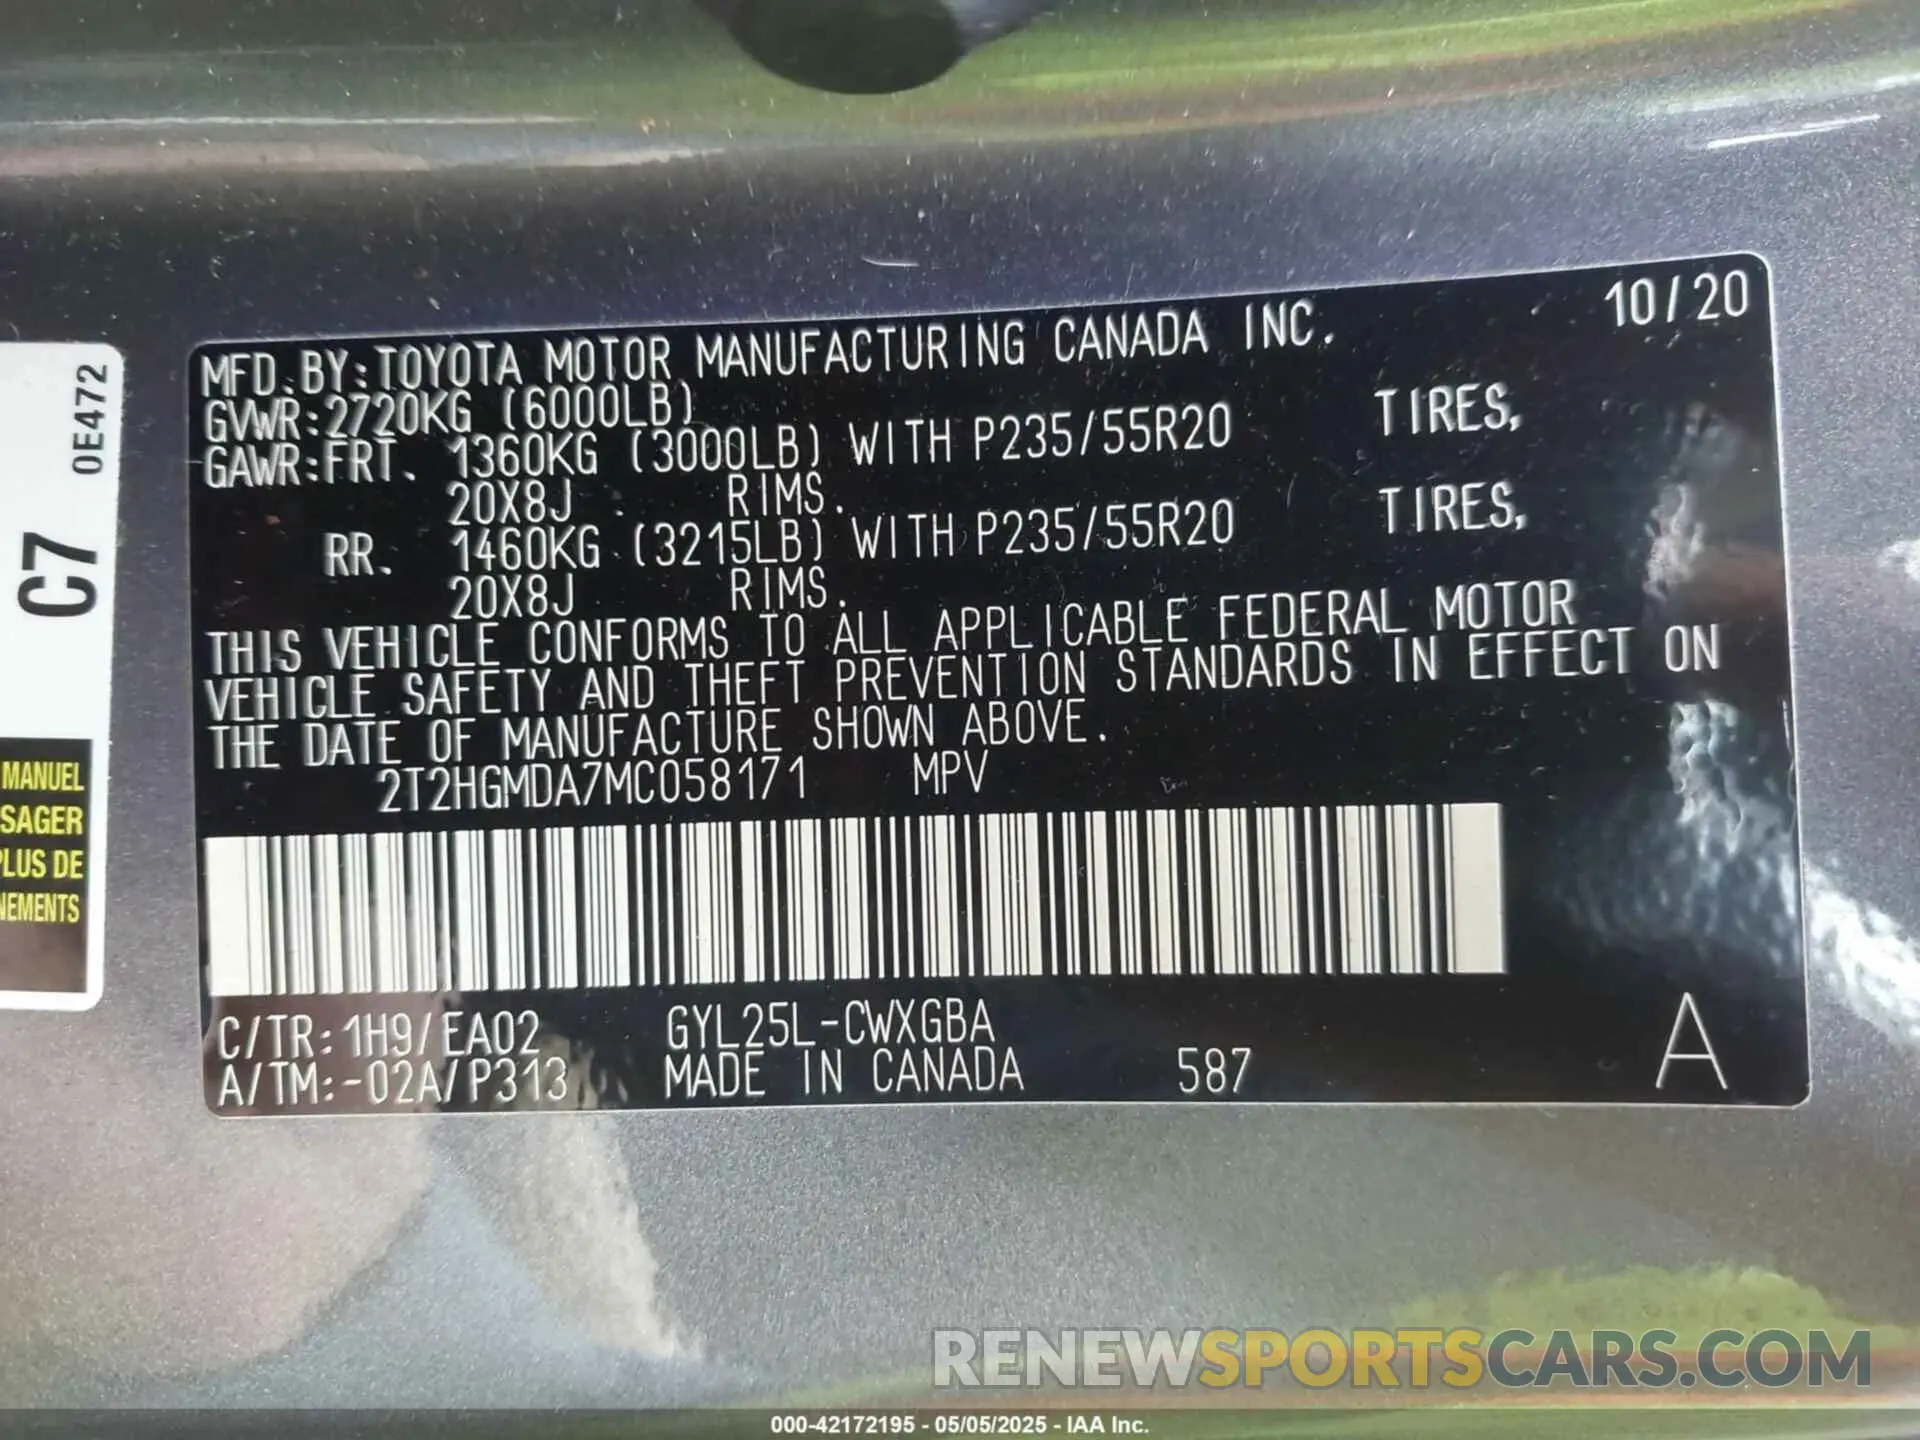 10/20
MFD.BY:TOYOTA MOTOR MANUFACTURING CANADA INC.
GVWR:2720KG (6000LB)
GAWR:FRT. 1360KG (3000LB) WITH P235/55R20 TIRES,
20X8J RIMS.
RR. 1460KG (3215LB) WITH P235/55R20 TIRES,
20X8J RIMS.
THIS VEHICLE CONFORMS TO ALL APPLICABLE FEDERAL MOTOR
VEHICLE SAFETY AND THEFT PREVENTION STANDARDS IN EFFECT ON
THE DATE OF MANUFACTURE SHOWN ABOVE.
2T2HGMDA7MC058171 MPV
C/TR:1H9/EA02 GYL25L-CWXGBA
A/TM:-02A/P313 MADE IN CANADA 587 A
0E472
C7
MANUEL
SAGER
PLUS DE
NEMENTS
RENEWSPORTSCARS.COM
000-42172195 - 05/05/2025 - IAA Inc.